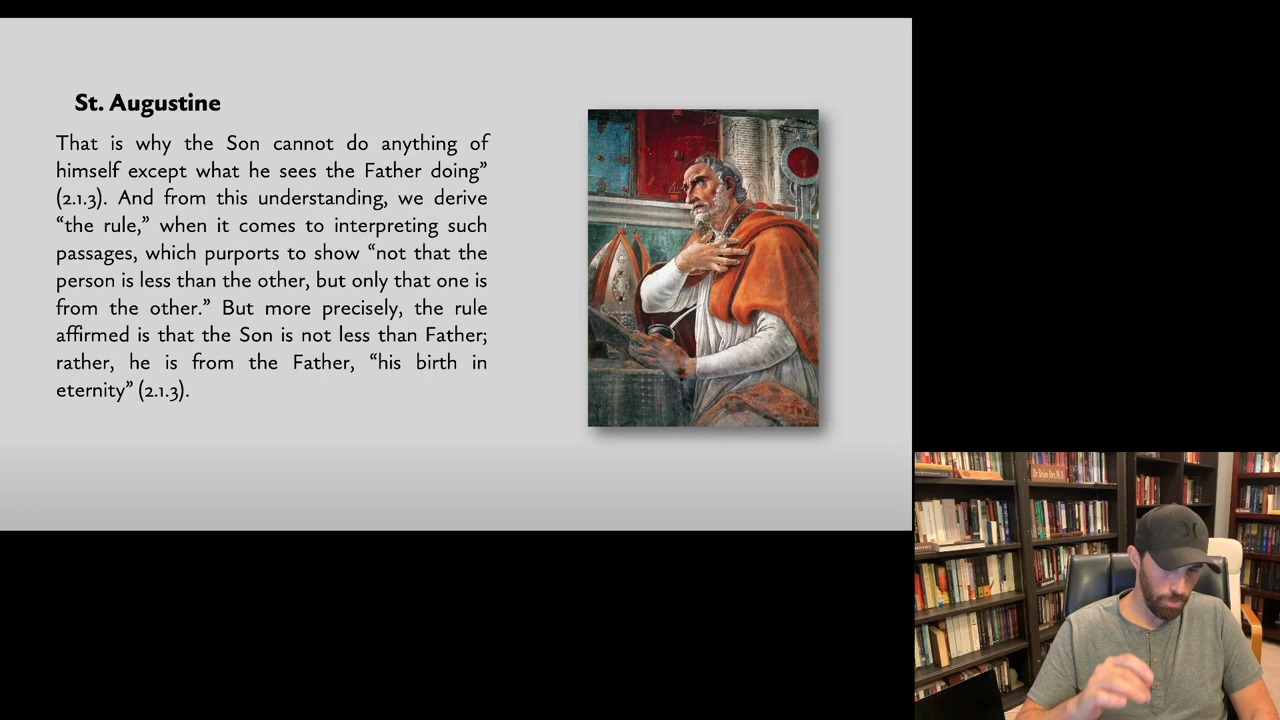 St. Augustine
That is why the Son cannot do anything of
himself except what he sees the Father doing”
(2.1.3). And from this understanding, we derive
“the rule,” when it comes to interpreting such
passages, which purports to show “not that the
person is less than the other, but only that one is
from the other.” But more precisely, the rule
affirmed is that the Son is not less than Father;
rather, he is from the Father, “his birth in
eternity” (2.1.3).